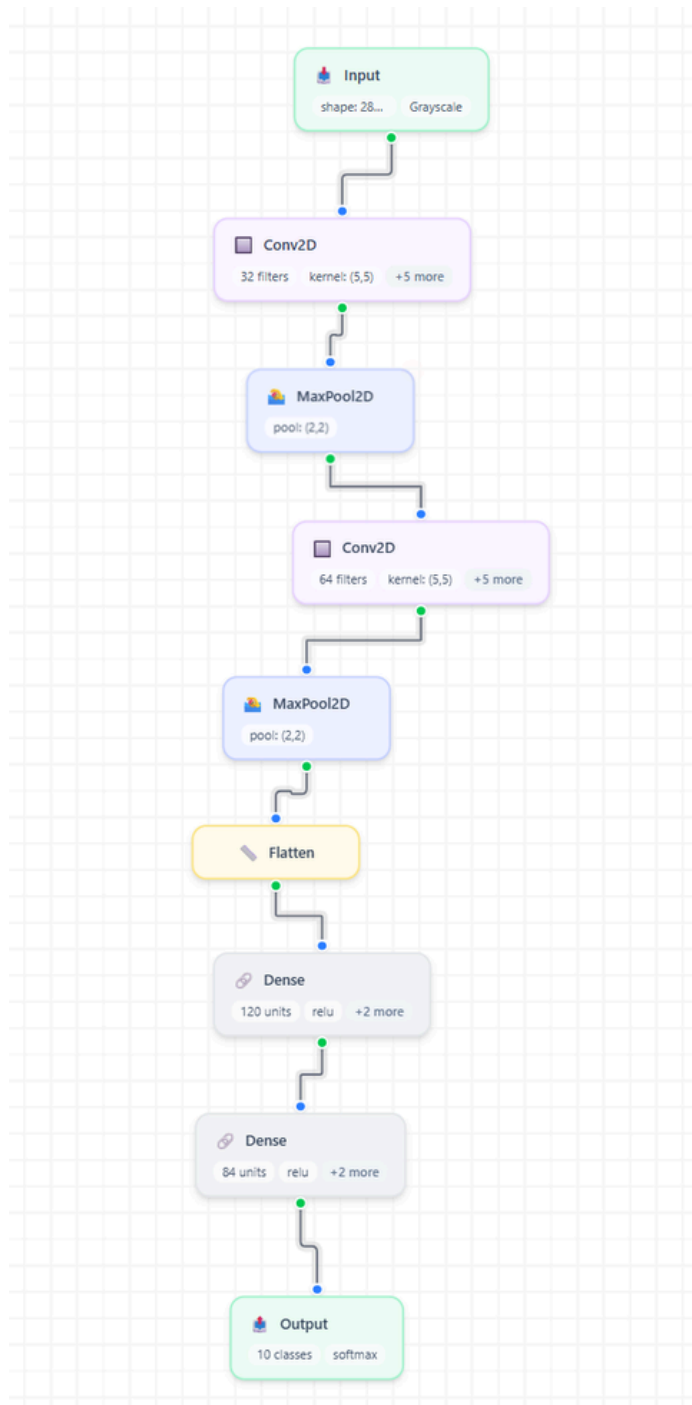 Input
shape: 28... Grayscale
Conv2D
32 filters kernel: (5,5) +5 more
MaxPool2D
pool: (2,2)
Conv2D
64 filters kernel: (5,5) +5 more
MaxPool2D
pool: (2,2)
Flatten
Dense
120 units relu +2 more
Dense
84 units relu +2 more
Output
10 classes softmax